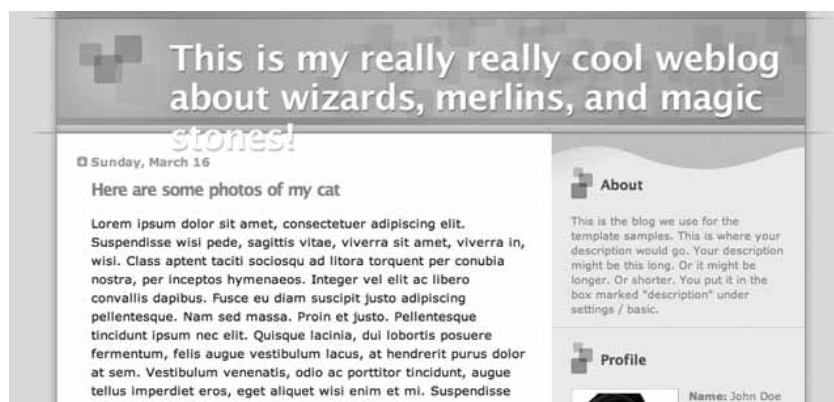 This is my really really cool weblog
about wizards, merlins, and magic
stones!
Sunday, March 16
Here are some photos of my cat
Lorem ipsum dolor sit amet, consectetuer adipiscing elit.
Suspendisse wisi pede, sagittis vitae, viverra sit amet, viverra in,
wisi. Class aptent taciti sociosqu ad litora torquent per conubia
nostra, per inceptos hymenaeos. Integer vel elit ac libero
convallis dapibus. Fusce eu diam suscipit justo adipiscing
pellentesque. Nam sed massa. Proin et justo. Pellentesque
tincidunt ipsum nec elit. Quisque lacinia, dui lobortis posuere
fermentum, felis augue vestibulum lacus, at hendrerit purus dolor
at sem. Vestibulum venenatis, odio ac porttitor tincidunt, augue
tellus imperdiet eros, eget aliquet wisi enim et mi. Suspendisse
About
This is the blog we use for the
template samples. This is where your
description would go. Your description
might be this long. Or it might be
longer. Or shorter. You put it in the
box marked "description" under
settings / basic.
Profile
Name: John Doe